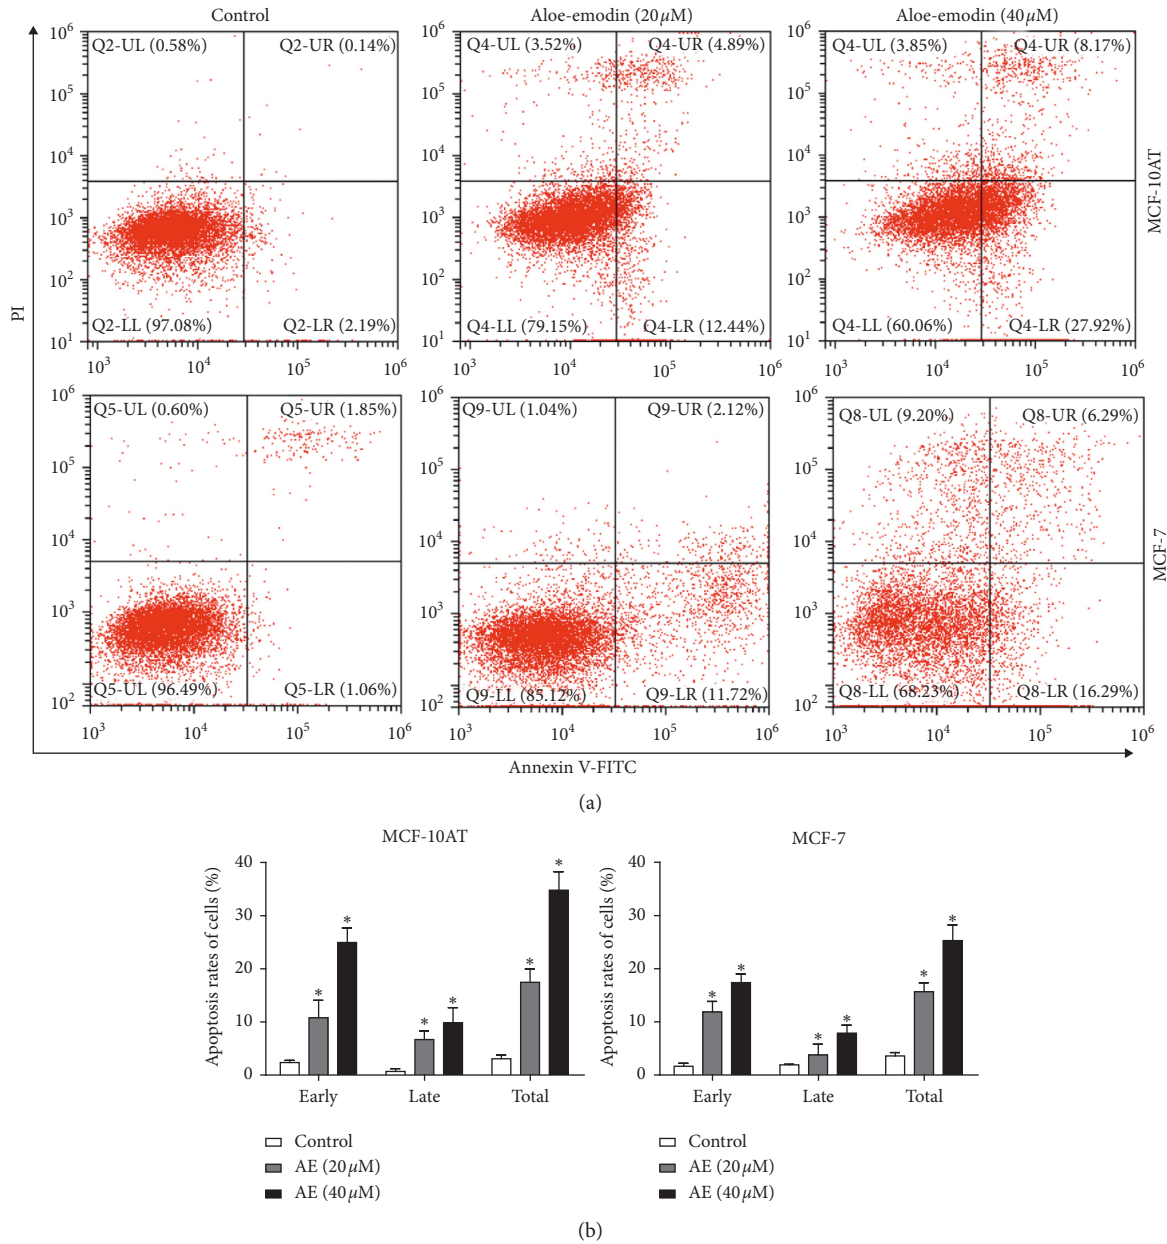 Control
Aloe-emodin (20 μM)
Aloe-emodin (40 μM)
10^6
Q2-UL (0.58%)
Q2-UR (0.14%)
10^5
10^4
10^3
10^2
10^1
Q2-LL (97.08%)
Q2-LR (2.19%)
10^3
10^4
10^5
10^6
10^6
Q4-UL (3.52%)
Q4-UR (4.89%)
10^5
10^4
10^3
10^2
10^1
Q4-LL (79.15%)
Q4-LR (12.44%)
10^3
10^4
10^5
10^6
10^6
Q4-UL (3.85%)
Q4-UR (8.17%)
10^5
10^4
10^3
10^2
10^1
Q4-LL (60.06%)
Q4-LR (27.92%)
10^3
10^4
10^5
10^6
MCF-10AT
PI
10^6
Q5-UL (0.60%)
Q5-UR (1.85%)
10^5
10^4
10^3
10^2
Q5-UL (96.49%)
Q5-LR (1.06%)
10^3
10^4
10^5
10^6
10^6
Q9-UL (1.04%)
Q9-UR (2.12%)
10^5
10^4
10^3
10^2
Q9-LL (85.12%)
Q9-LR (11.72%)
10^3
10^4
10^5
10^6
10^6
Q8-UL (9.20%)
Q8-UR (6.29%)
10^5
10^4
10^3
10^2
Q8-LL (68.23%)
Q8-LR (16.29%)
10^3
10^4
10^5
10^6
MCF-7
Annexin V-FITC
(a)
MCF-10AT
Apoptosis rates of cells (%)
40
30
20
10
0
*
*
*
*
*
*
Early
Late
Total
Control
AE (20 μM)
AE (40 μM)
MCF-7
Apoptosis rates of cells (%)
40
30
20
10
0
*
*
*
*
*
*
Early
Late
Total
Control
AE (20 μM)
AE (40 μM)
(b)